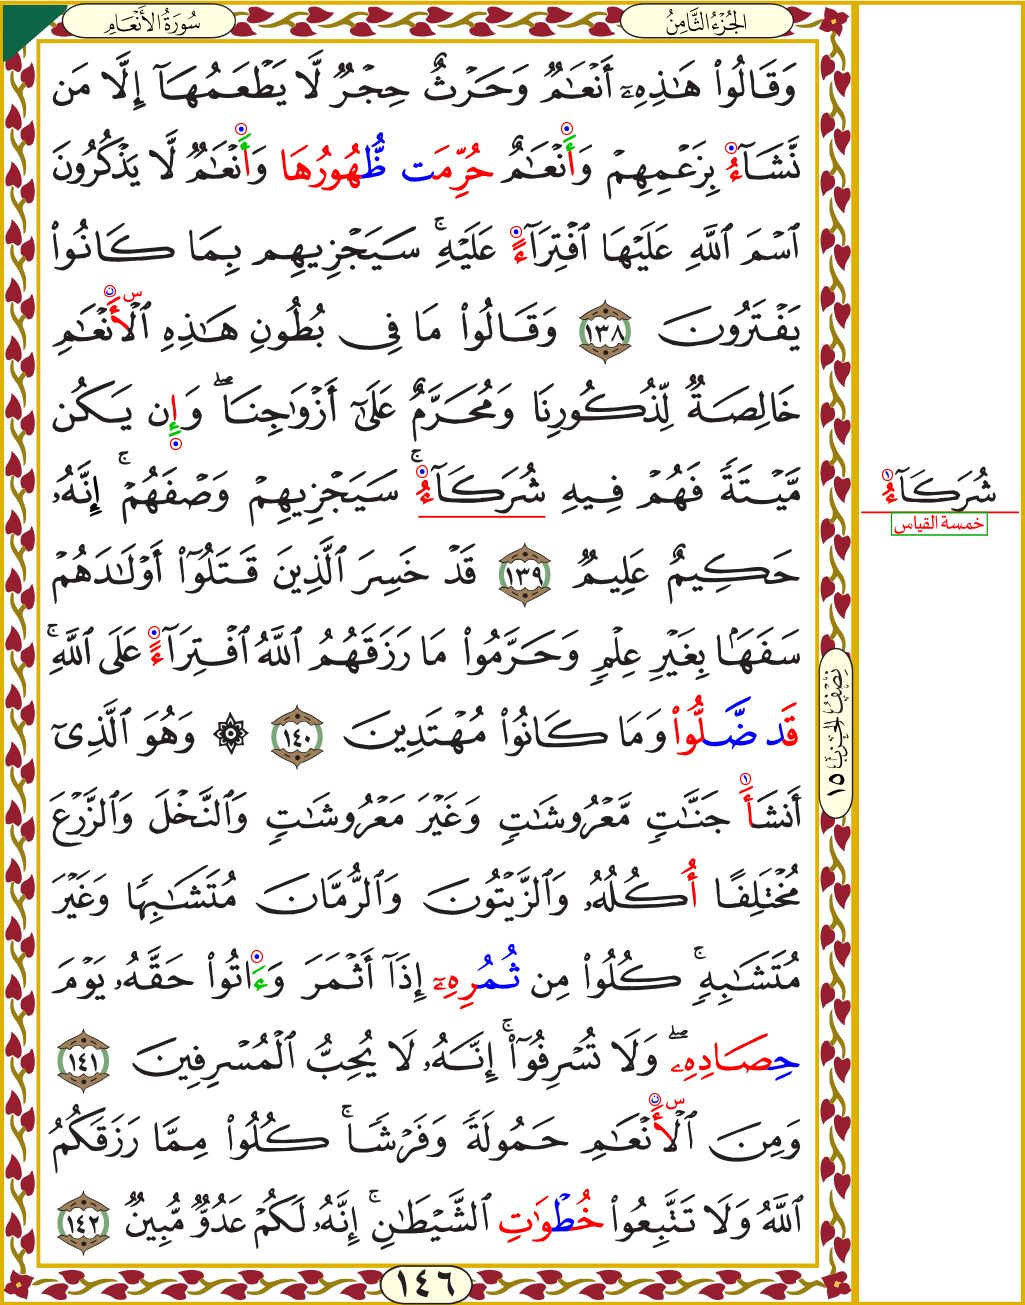 سُورَةُ الأَنْعَامِ
الجُزْءُ الثَّامِنُ
وَقَالُوا۟ هَـٰذِهِۦٓ أَنْعَـٰمٌۭ وَحَرْثٌ حِجْرٌۭ لَّا يَطْعَمُهَآ إِلَّا مَن
نَّشَآءُ بِزَعْمِهِمْ وَأَنْعَـٰمٌ حُرِّمَت ظُّهُورُهَا وَأَنْعَـٰمٌۭ لَّا يَذْكُرُونَ
ٱسْمَ ٱللَّهِ عَلَيْهَا ٱفْتِرَآءً عَلَيْهِ ۚ سَيَجْزِيهِم بِمَا كَانُوا۟
يَفْتَرُونَ ١٣٨ وَقَالُوا۟ مَا فِى بُطُونِ هَـٰذِهِ ٱلْأَنْعَـٰمِ
خَالِصَةٌۭ لِّذُكُورِنَا وَمُحَرَّمٌ عَلَىٰٓ أَزْوَٰجِنَا ۖ وَإِن يَكُن
مَّيْتَةًۭ فَهُمْ فِيهِ شُرَكَآءُ ۚ سَيَجْزِيهِمْ وَصْفَهُمْ ۚ إِنَّهُۥ
حَكِيمٌ عَلِيمٌۭ ١٣٩ قَدْ خَسِرَ ٱلَّذِينَ قَتَلُوٓا۟ أَوْلَـٰدَهُمْ
سَفَهًۢا بِغَيْرِ عِلْمٍۢ وَحَرَّمُوا۟ مَا رَزَقَهُمُ ٱللَّهُ ٱفْتِرَآءً عَلَى ٱللَّهِ ۚ
قَد ضَّلُّوا۟ وَمَا كَانُوا۟ مُهْتَدِينَ ١٤٠ ۞ وَهُوَ ٱلَّذِىٓ
أَنشَأَ جَنَّـٰتٍۢ مَّعْرُوشَـٰتٍۢ وَغَيْرَ مَعْرُوشَـٰتٍۢ وَٱلنَّخْلَ وَٱلزَّرْعَ
مُخْتَلِفًا أُكُلُهُۥ وَٱلزَّيْتُونَ وَٱلرُّمَّانَ مُتَشَـٰبِهًۭا وَغَيْرَ
مُتَشَـٰبِهٍۢ ۚ كُلُوا۟ مِن ثُمُرِهِۦٓ إِذَآ أَثْمَرَ وَءَاتُوا۟ حَقَّهُۥ يَوْمَ
حِصَادِهِۦ ۖ وَلَا تُسْرِفُوٓا۟ ۚ إِنَّهُۥ لَا يُحِبُّ ٱلْمُسْرِفِينَ ١٤١
وَمِنَ ٱلْأَنْعَـٰمِ حَمُولَةًۭ وَفَرْشًۭا ۚ كُلُوا۟ مِمَّا رَزَقَكُمُ
ٱللَّهُ وَلَا تَتَّبِعُوا۟ خُطْوَٰتِ ٱلشَّيْطَـٰنِ ۚ إِنَّهُۥ لَكُمْ عَدُوٌّۭ مُّبِينٌۭ ١٤٢
شُرَكَآءُ
خمسة القياس
نِصْفُ الحِزْبِ ١٥
١٤٦